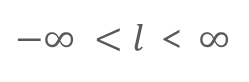 −∞ < l < ∞